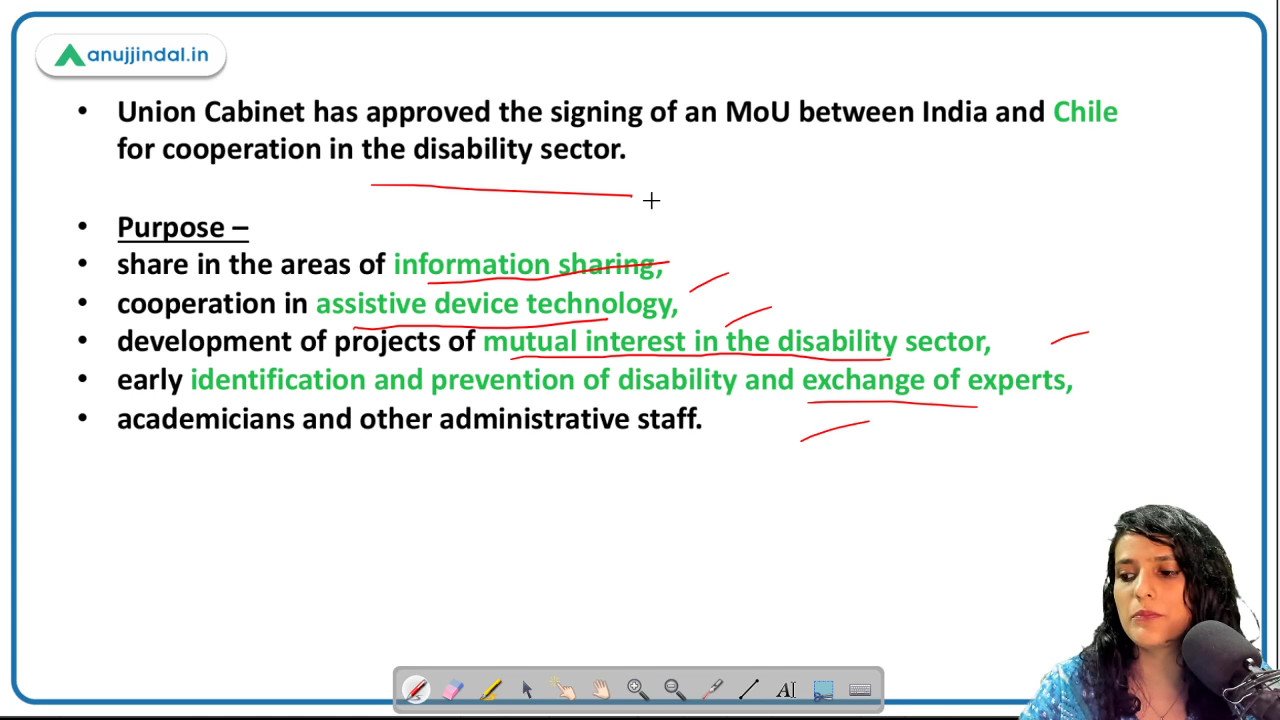 anujjindal.in
• Union Cabinet has approved the signing of an MoU between India and Chile
for cooperation in the disability sector.
• Purpose –
• share in the areas of information sharing,
• cooperation in assistive device technology,
• development of projects of mutual interest in the disability sector,
• early identification and prevention of disability and exchange of experts,
• academicians and other administrative staff.
AI